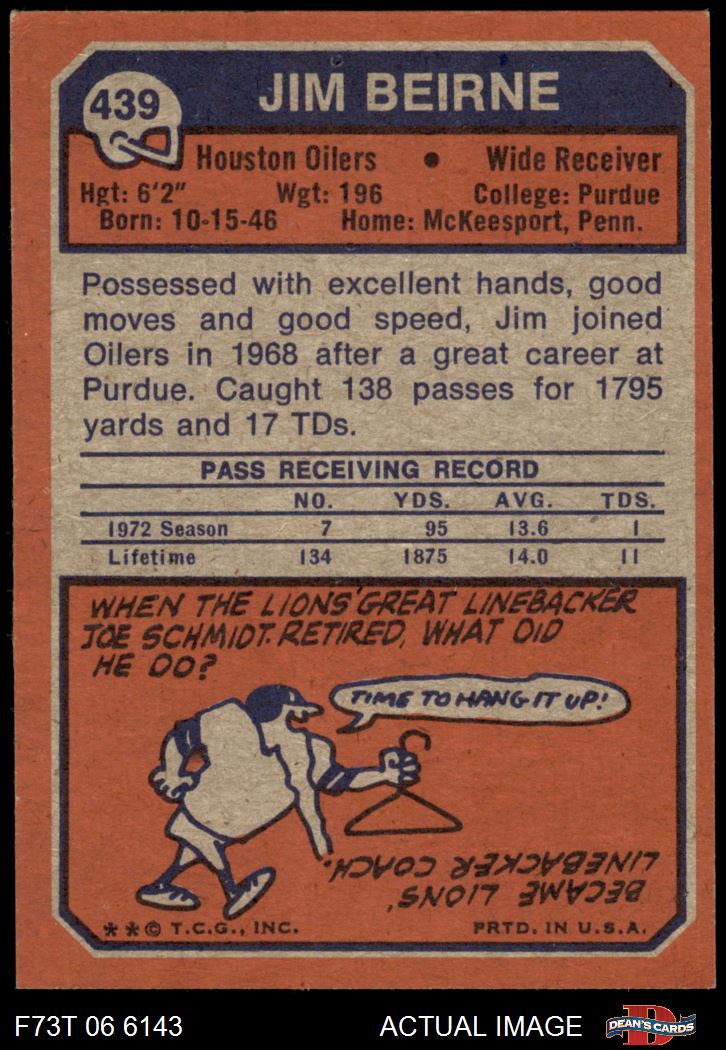 439
JIM BEIRNE
Houston Oilers • Wide Receiver
Hgt: 6'2" Wgt: 196 College: Purdue
Born: 10-15-46 Home: McKeesport, Penn.
Possessed with excellent hands, good
moves and good speed, Jim joined
Oilers in 1968 after a great career at
Purdue. Caught 138 passes for 1795
yards and 17 TDs.
PASS RECEIVING RECORD
NO. YDS. AVG. TDS.
1972 Season 7 95 13.6 1
Lifetime 134 1875 14.0 11
WHEN THE LIONS' GREAT LINEBACKER
JOE SCHMIDT RETIRED, WHAT DID
HE DO?
TIME TO HANG IT UP!
BECAME LIONS'
LINEBACKER COACH.
**© T.C.G., INC. PRTD. IN U.S.A.
F73T 06 6143 ACTUAL IMAGE
D
DEAN'S CARDS